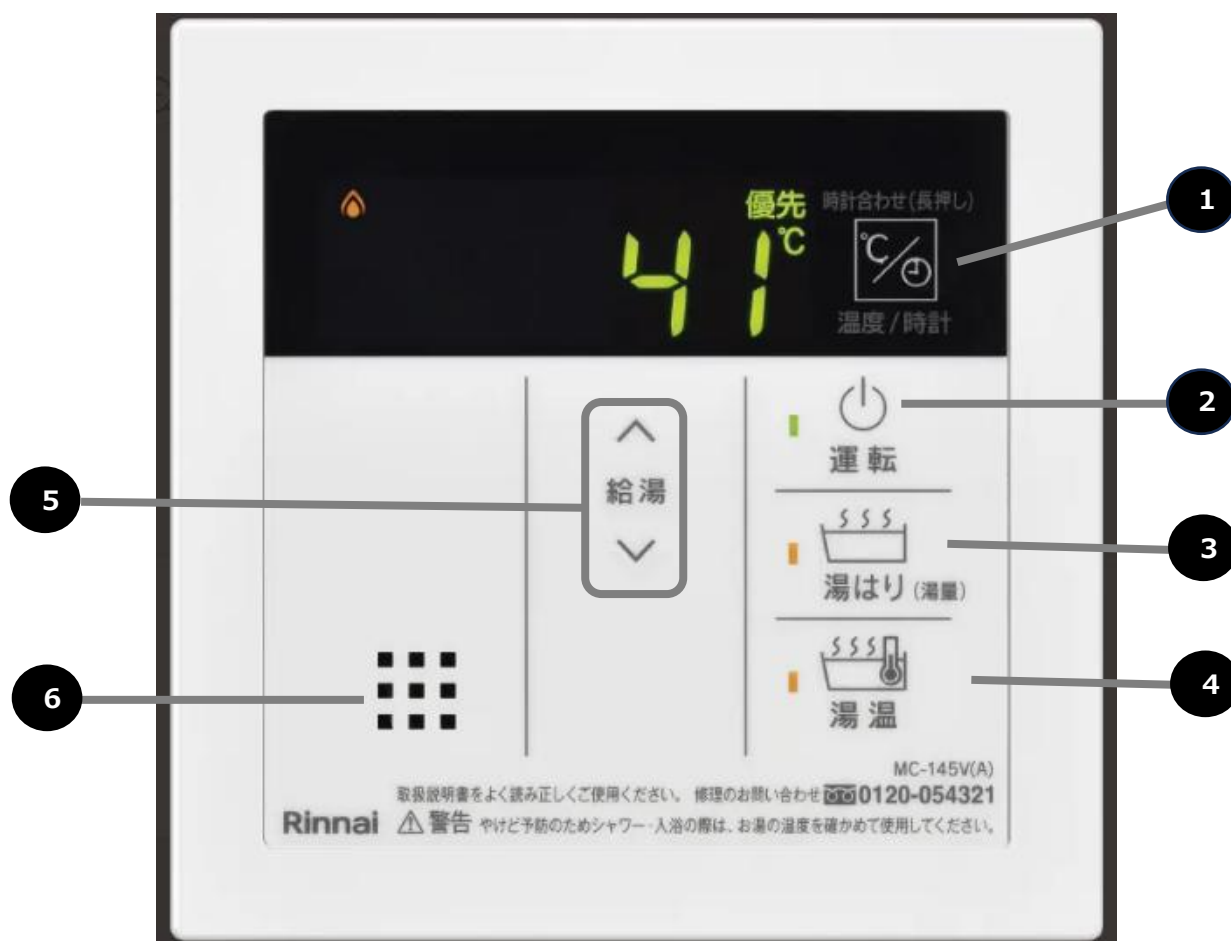 優先
時計合わせ(長押し)
41℃
℃/
温度/時計
1
運転
2
給湯
5
湯はり(湯量)
3
湯温
4
6
MC-145V(A)
取扱説明書をよく読み正しくご使用ください。 修理のお問い合わせ 0120-054321
Rinnai ⚠警告 やけど予防のためシャワー・入浴の際は、お湯の温度を確かめて使用してください。